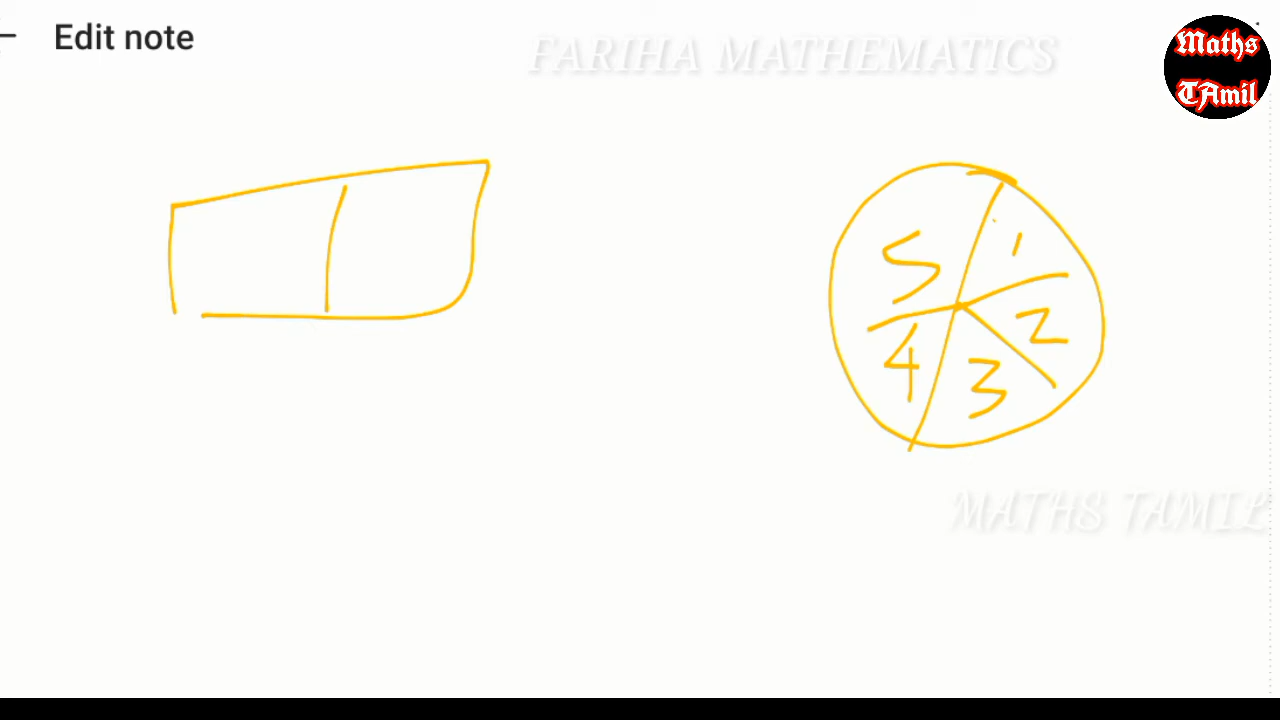 Edit note
FARIHA MATHEMATICS
Maths
TAmil
5
1
2
4
3
MATHS TAMIL